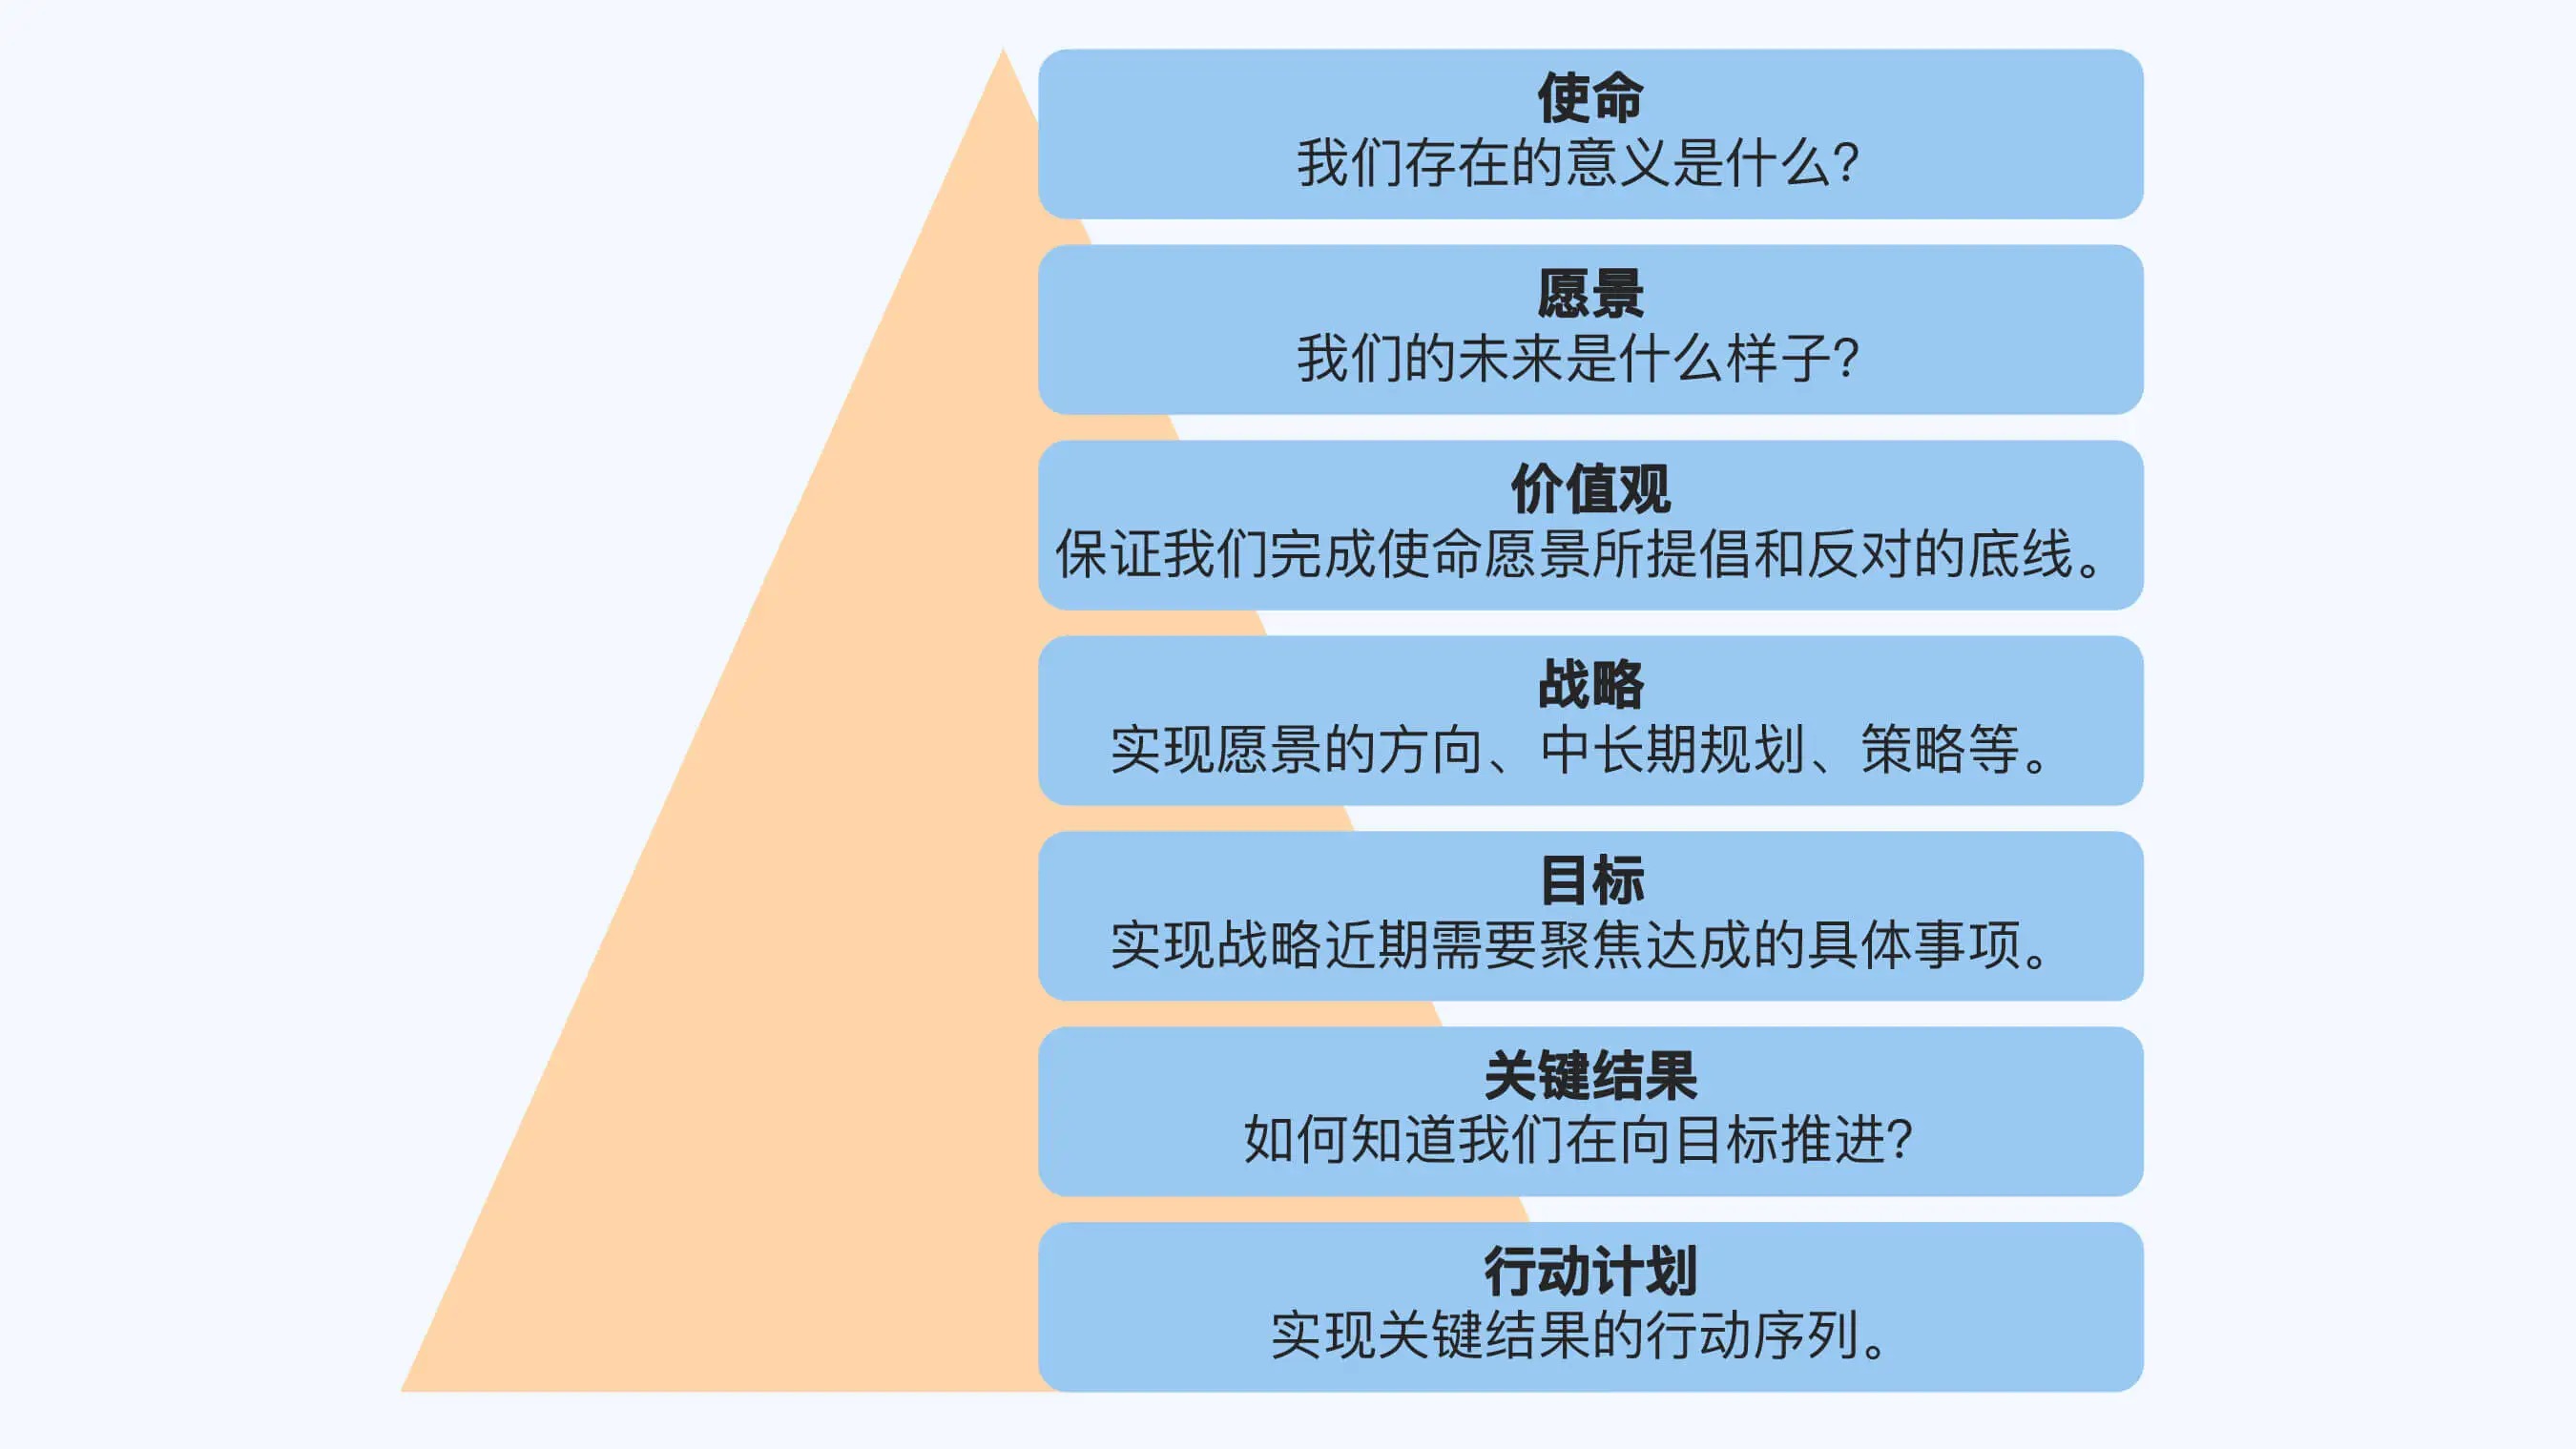 使命
我们存在的意义是什么?
愿景
我们的未来是什么样子?
价值观
保证我们完成使命愿景所提倡和反对的底线。
战略
实现愿景的方向、中长期规划、策略等。
目标
实现战略近期需要聚焦达成的具体事项。
关键结果
如何知道我们在向目标推进?
行动计划
实现关键结果的行动序列。